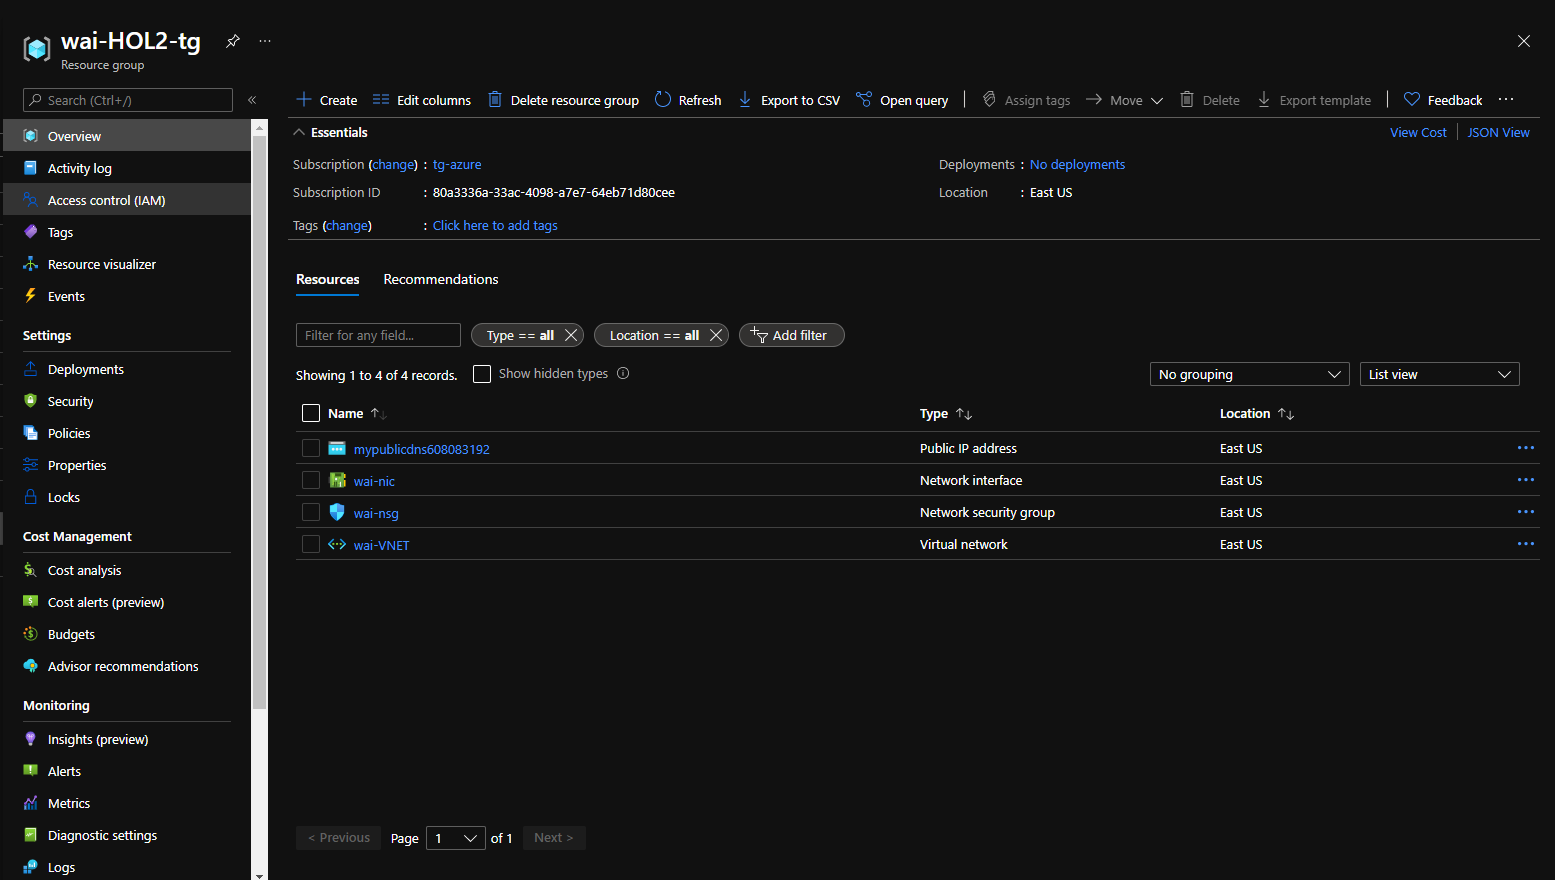 wai-HOL2-tg
Resource group
Search (Ctrl+/)
Overview
Activity log
Access control (IAM)
Tags
Resource visualizer
Events
Settings
Deployments
Security
Policies
Properties
Locks
Cost Management
Cost analysis
Cost alerts (preview)
Budgets
Advisor recommendations
Monitoring
Insights (preview)
Alerts
Metrics
Diagnostic settings
Logs
Create Edit columns Delete resource group Refresh Export to CSV Open query Assign tags Move Delete Export template Feedback
Essentials View Cost JSON View
Subscription (change) : tg-azure Deployments : No deployments
Subscription ID : 80a3336a-33ac-4098-a7e7-64eb71d80cee Location : East US
Tags (change) : Click here to add tags
Resources Recommendations
Filter for any field... Type == all Location == all Add filter
Showing 1 to 4 of 4 records. Show hidden types No grouping List view
Name Type Location
mypublicdns608083192 Public IP address East US
wai-nic Network interface East US
wai-nsg Network security group East US
wai-VNET Virtual network East US
< Previous Page 1 of 1 Next >